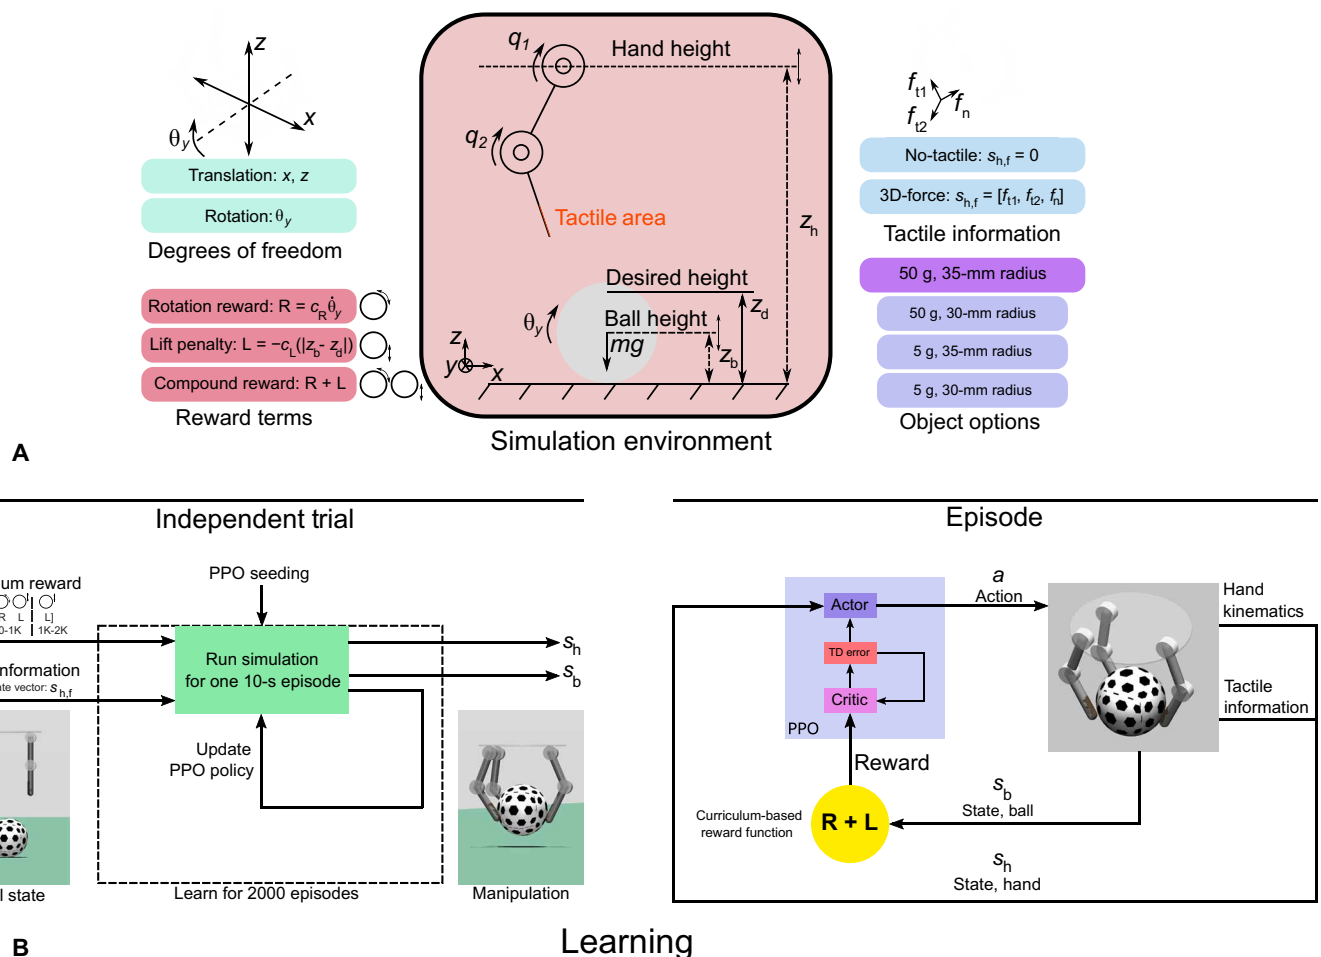 z
x
θy
Translation: x, z
Rotation: θy
Degrees of freedom
Rotation reward: R = cR θ̇y
Lift penalty: L = −cL(|zb- zd|)
Compound reward: R + L
Reward terms
q1
Hand height
q2
Tactile area
zh
Desired height
zd
Ball height
θy
mg
zb
z
y
x
Simulation environment
ft1
fn
ft2
No-tactile: sh,f = 0
3D-force: sh,f = [ft1, ft2, fn]
Tactile information
50 g, 35-mm radius
50 g, 30-mm radius
5 g, 35-mm radius
5 g, 30-mm radius
Object options
A
Independent trial
um reward
R L L]
0-1K 1K-2K
nformation
te vector: sh,f
l state
PPO seeding
Run simulation
for one 10-s episode
sh
sb
Update
PPO policy
Learn for 2000 episodes
Manipulation
Episode
a
Action
Actor
TD error
Critic
PPO
Reward
Curriculum-based
reward function
R + L
Hand
kinematics
Tactile
information
sb
State, ball
sh
State, hand
B
Learning